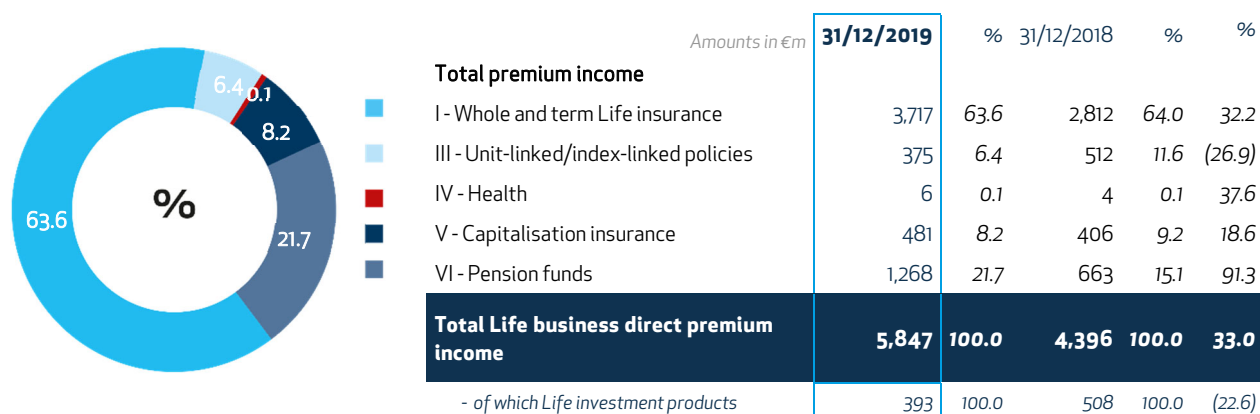 6.4
0.1
8.2
63.6
%
21.7
Amounts in €m 31/12/2019 % 31/12/2018 % %
Total premium income
I - Whole and term Life insurance 3,717 63.6 2,812 64.0 32.2
III - Unit-linked/index-linked policies 375 6.4 512 11.6 (26.9)
IV - Health 6 0.1 4 0.1 37.6
V - Capitalisation insurance 481 8.2 406 9.2 18.6
VI - Pension funds 1,268 21.7 663 15.1 91.3
Total Life business direct premium
income 5,847 100.0 4,396 100.0 33.0
- of which Life investment products 393 100.0 508 100.0 (22.6)